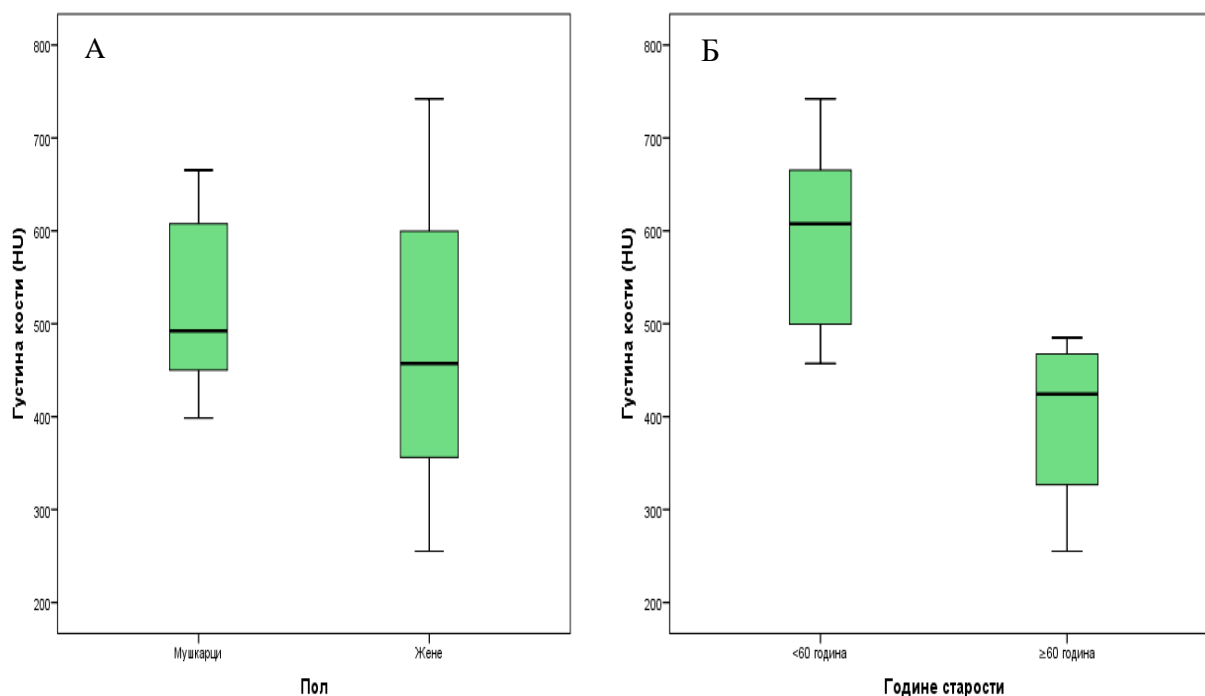 А
800
700
600
500
400
300
200
Густина кости (HU)
Мушкарци
Жене
Пол
Б
800
700
600
500
400
300
200
Густина кости (HU)
<60 година
≥60 година
Године старости